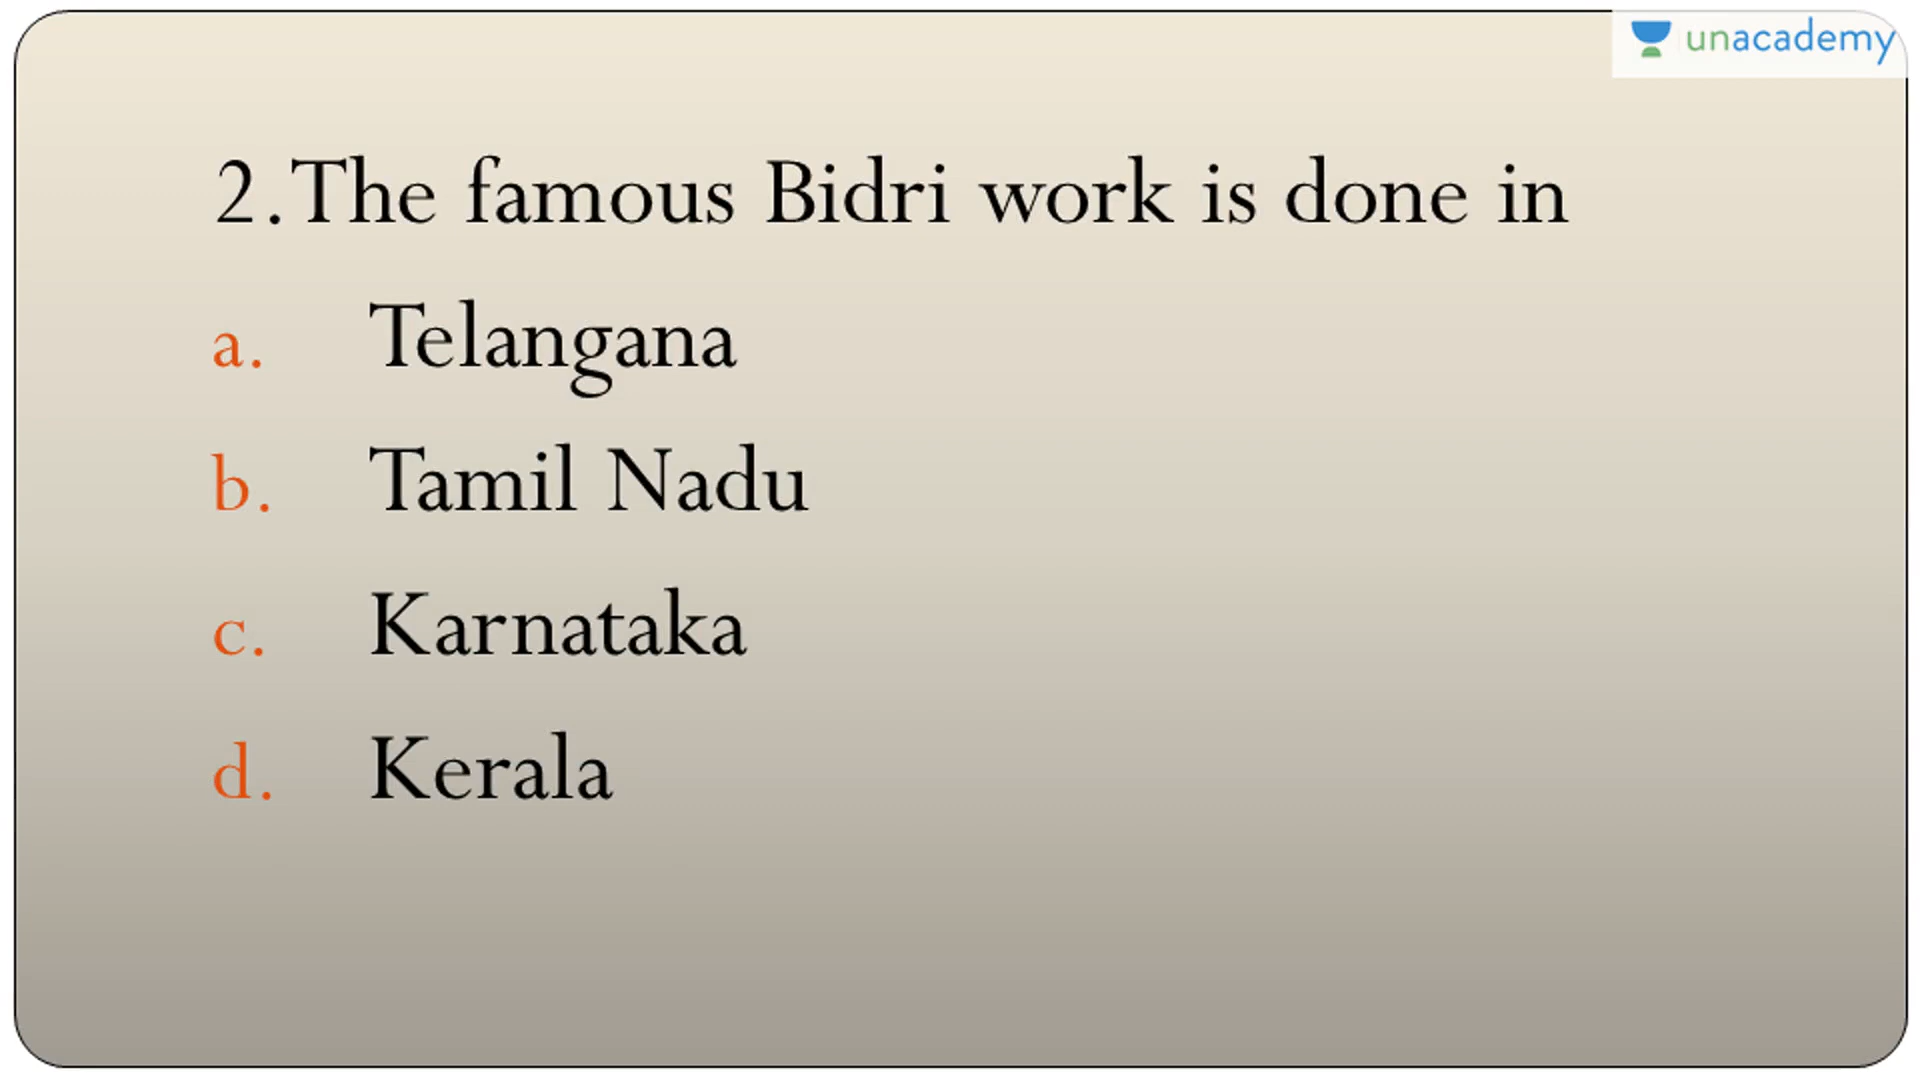 unacademy
2.The famous Bidri work is done in
a. Telangana
b. Tamil Nadu
c. Karnataka
d. Kerala